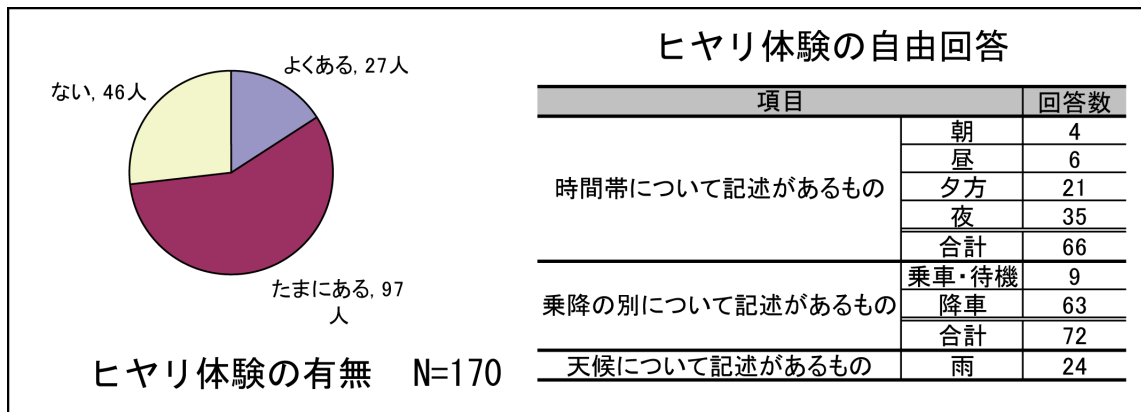 よくある, 27人
ない, 46人
たまにある, 97
人
ヒヤリ体験の有無 N=170
ヒヤリ体験の自由回答
項目 回答数
時間帯について記述があるもの 朝 4
昼 6
夕方 21
夜 35
合計 66
乗降の別について記述があるもの 乗車・待機 9
降車 63
合計 72
天候について記述があるもの 雨 24